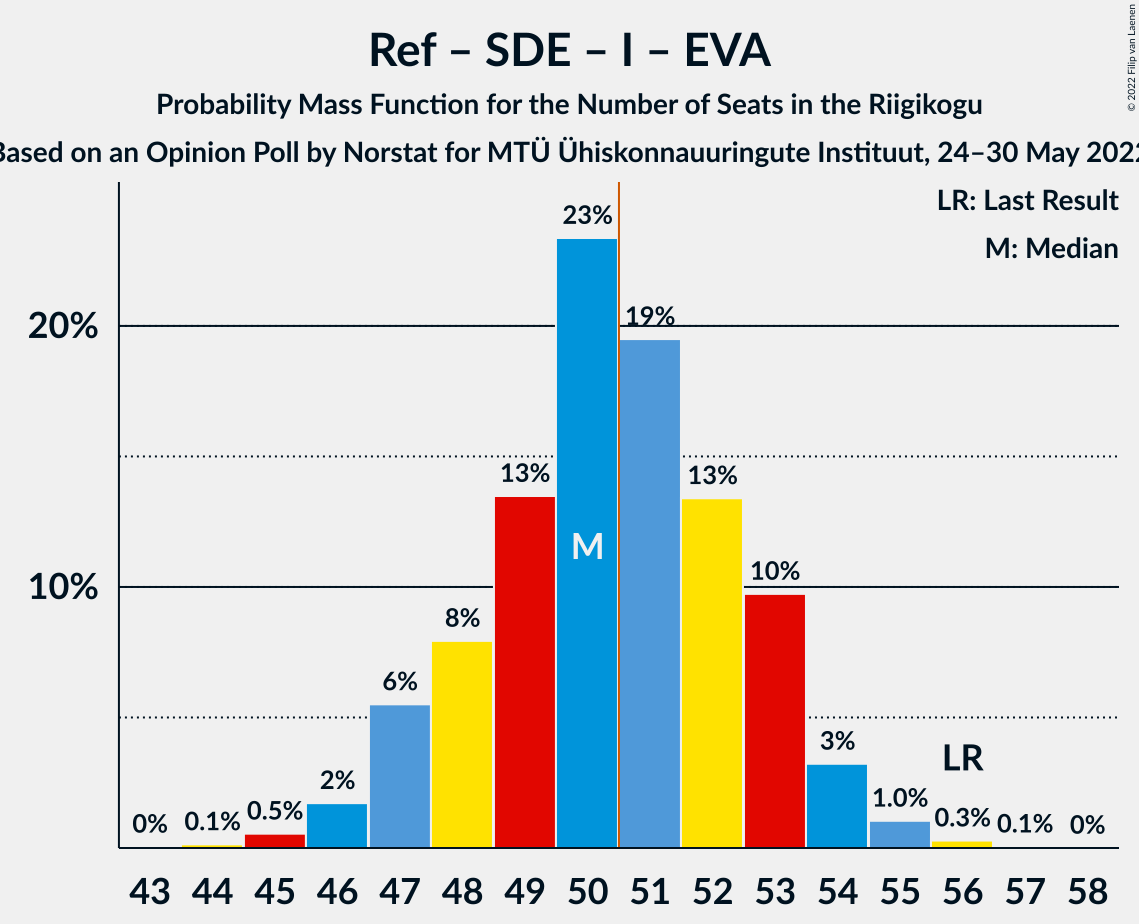 Ref – SDE – I – EVA
Probability Mass Function for the Number of Seats in the Riigikogu
Based on an Opinion Poll by Norstat for MTÜ Ühiskonnauuringute Instituut, 24–30 May 2022
© 2022 Filip van Laenen
LR: Last Result
M: Median
20%
10%
0%
0.1%
0.5%
2%
6%
8%
13%
23%
19%
13%
10%
3%
1.0%
0.3%
0.1%
0%
M
LR
43 44 45 46 47 48 49 50 51 52 53 54 55 56 57 58